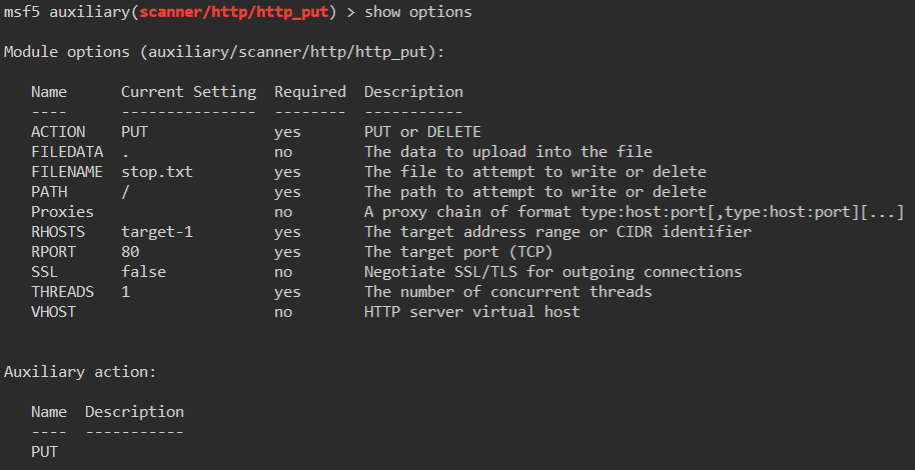 msf5 auxiliary(scanner/http/http_put) > show options
Module options (auxiliary/scanner/http/http_put):
Name Current Setting Required Description
---- --------------- -------- -----------
ACTION PUT yes PUT or DELETE
FILEDATA . no The data to upload into the file
FILENAME stop.txt yes The file to attempt to write or delete
PATH / yes The path to attempt to write or delete
Proxies no A proxy chain of format type:host:port[,type:host:port][...]
RHOSTS target-1 yes The target address range or CIDR identifier
RPORT 80 yes The target port (TCP)
SSL false no Negotiate SSL/TLS for outgoing connections
THREADS 1 yes The number of concurrent threads
VHOST no HTTP server virtual host
Auxiliary action:
Name Description
---- -----------
PUT